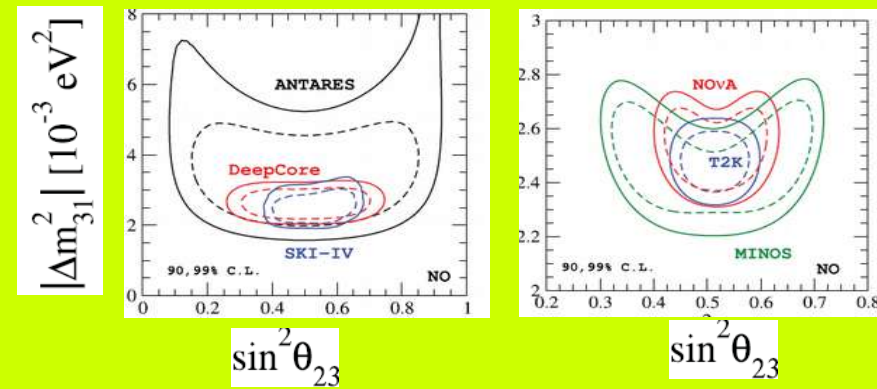 |Δm²₃₁| [10⁻³ eV²]
8
6
4
2
0
ANTARES
DeepCore
SKI-IV
90,99% C.L.
NO
0 0.2 0.4 0.6 0.8 1
sin²θ₂₃
3
2.8
2.6
2.4
2.2
2
NOνA
T2K
MINOS
90,99% C.L.
NO
0.2 0.3 0.4 0.5 0.6 0.7 0.8
sin²θ₂₃